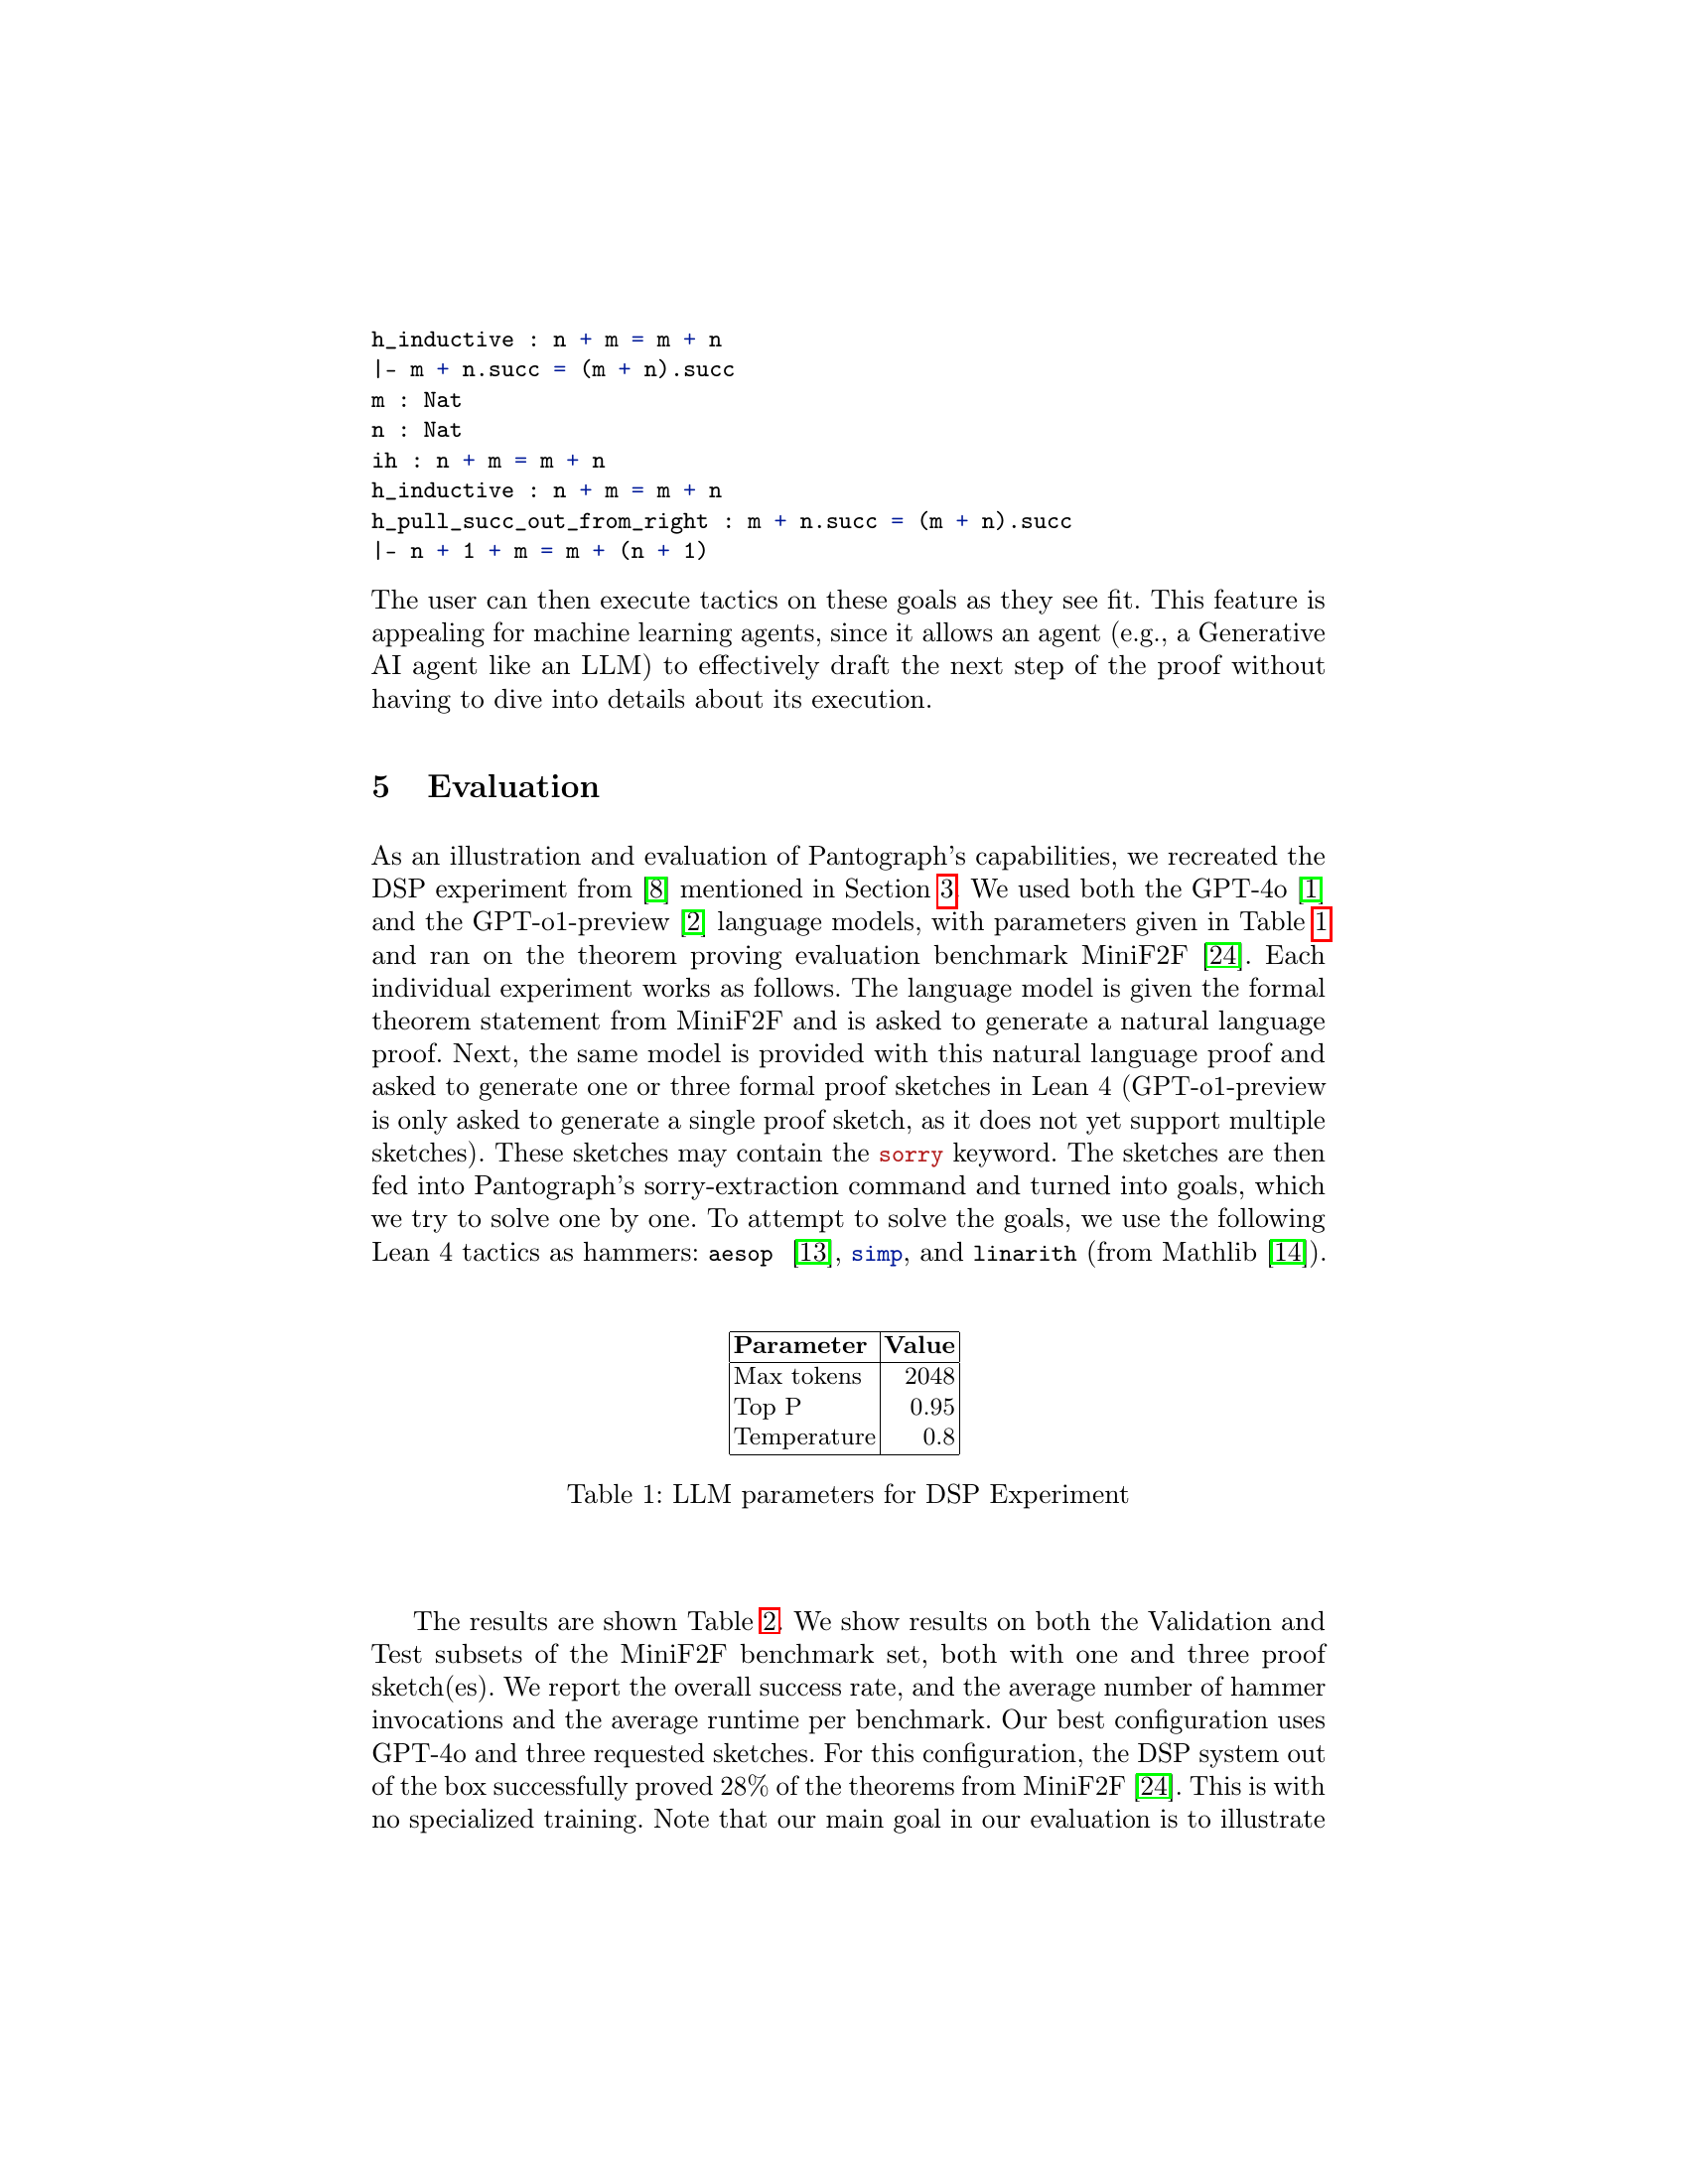 h_inductive : n + m = m + n
|- m + n.succ = (m + n).succ
m : Nat
n : Nat
ih : n + m = m + n
h_inductive : n + m = m + n
h_pull_succ_out_from_right : m + n.succ = (m + n).succ
|- n + 1 + m = m + (n + 1)
The user can then execute tactics on these goals as they see fit. This feature is
appealing for machine learning agents, since it allows an agent (e.g., a Generative
AI agent like an LLM) to effectively draft the next step of the proof without
having to dive into details about its execution.
5 Evaluation
As an illustration and evaluation of Pantograph's capabilities, we recreated the
DSP experiment from [8] mentioned in Section 3. We used both the GPT-4o [1]
and the GPT-o1-preview [2] language models, with parameters given in Table 1
and ran on the theorem proving evaluation benchmark MiniF2F [24]. Each
individual experiment works as follows. The language model is given the formal
theorem statement from MiniF2F and is asked to generate a natural language
proof. Next, the same model is provided with this natural language proof and
asked to generate one or three formal proof sketches in Lean 4 (GPT-o1-preview
is only asked to generate a single proof sketch, as it does not yet support multiple
sketches). These sketches may contain the sorry keyword. The sketches are then
fed into Pantograph's sorry-extraction command and turned into goals, which
we try to solve one by one. To attempt to solve the goals, we use the following
Lean 4 tactics as hammers: aesop [13], simp, and linarith (from Mathlib [14]).
Parameter Value
Max tokens 2048
Top P 0.95
Temperature 0.8
Table 1: LLM parameters for DSP Experiment
The results are shown Table 2. We show results on both the Validation and
Test subsets of the MiniF2F benchmark set, both with one and three proof
sketch(es). We report the overall success rate, and the average number of hammer
invocations and the average runtime per benchmark. Our best configuration uses
GPT-4o and three requested sketches. For this configuration, the DSP system out
of the box successfully proved 28% of the theorems from MiniF2F [24]. This is with
no specialized training. Note that our main goal in our evaluation is to illustrate